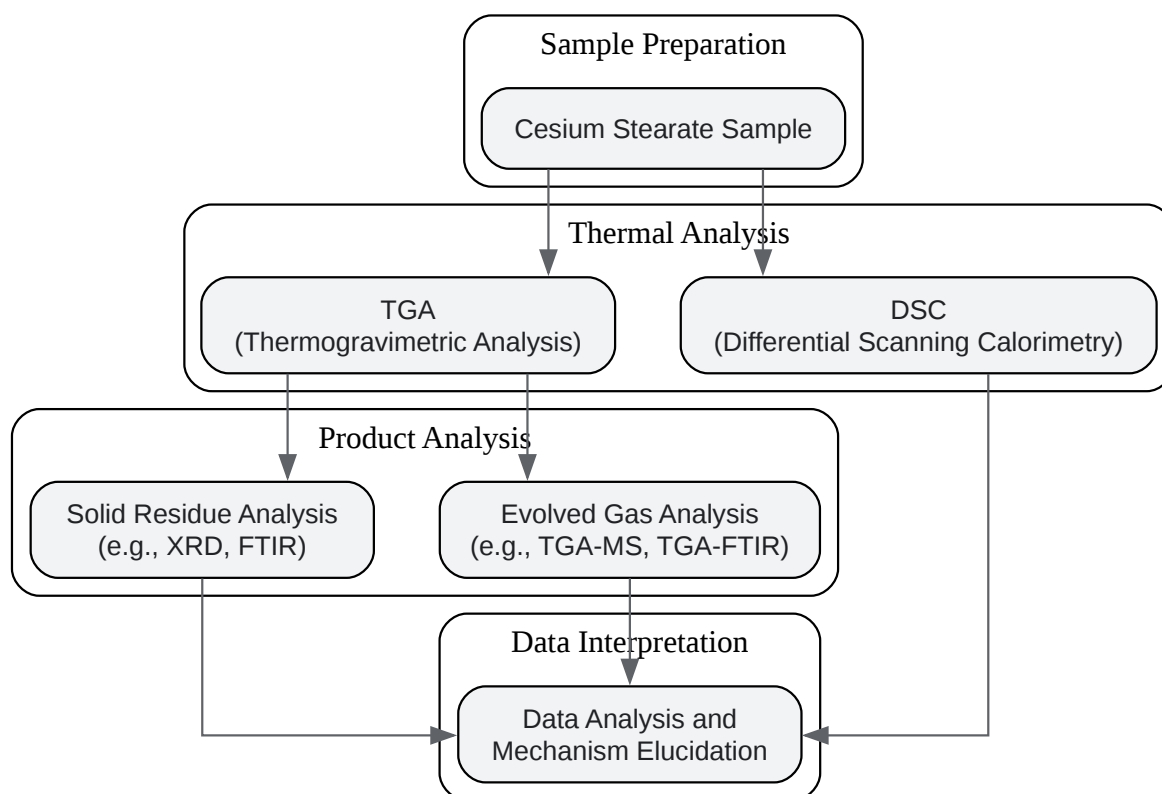 Sample Preparation
Cesium Stearate Sample
Thermal Analysis
TGA
(Thermogravimetric Analysis)
DSC
(Differential Scanning Calorimetry)
Product Analysis
Solid Residue Analysis
(e.g., XRD, FTIR)
Evolved Gas Analysis
(e.g., TGA-MS, TGA-FTIR)
Data Interpretation
Data Analysis and
Mechanism Elucidation